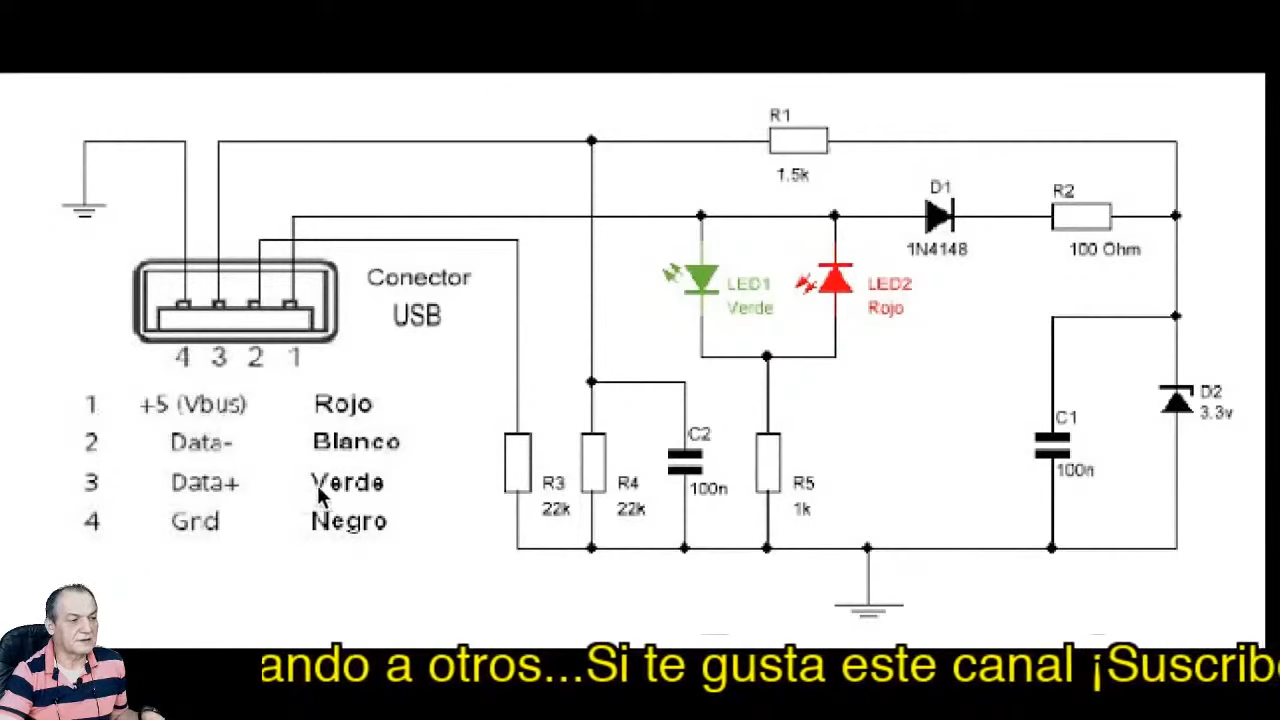 R1
1.5k
D1
1N4148
R2
100 Ohm
Conector
USB
LED1
Verde
LED2
Rojo
4 3 2 1
1 +5 (Vbus) Rojo
2 Data- Blanco
3 Data+ Verde
4 Gnd Negro
D2
3.3v
C1
100n
C2
100n
R3
22k
R4
22k
R5
1k
ando a otros...Si te gusta este canal ¡Suscrib